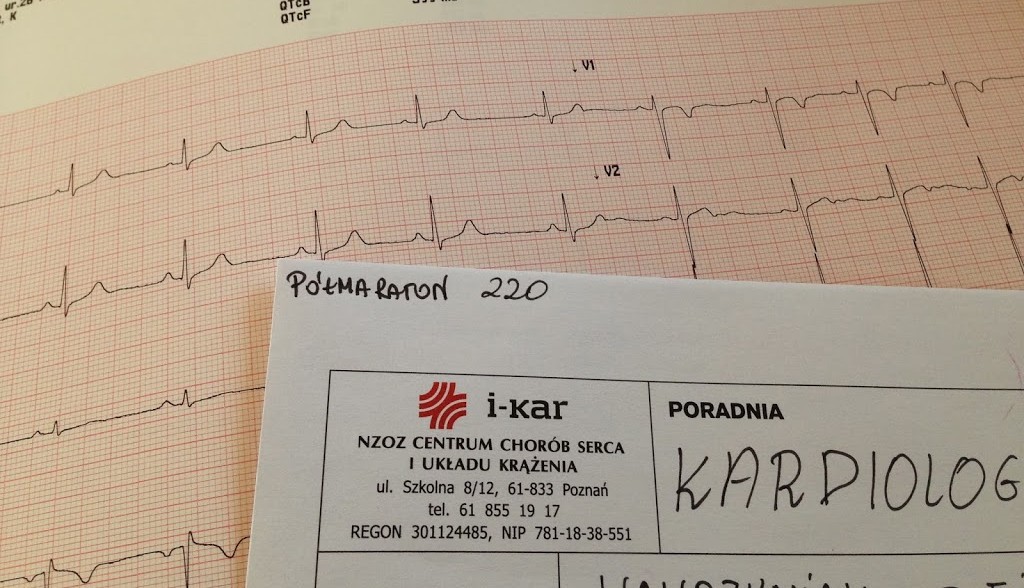 ur.
, K
QTcB
QTcF
↓ V1
↓ V2
PÓŁMARATON 220
i-kar
NZOZ CENTRUM CHORÓB SERCA
I UKŁADU KRĄŻENIA
ul. Szkolna 8/12, 61-833 Poznań
tel. 61 855 19 17
REGON 301124485, NIP 781-18-38-551
PORADNIA
KARDIOLOG